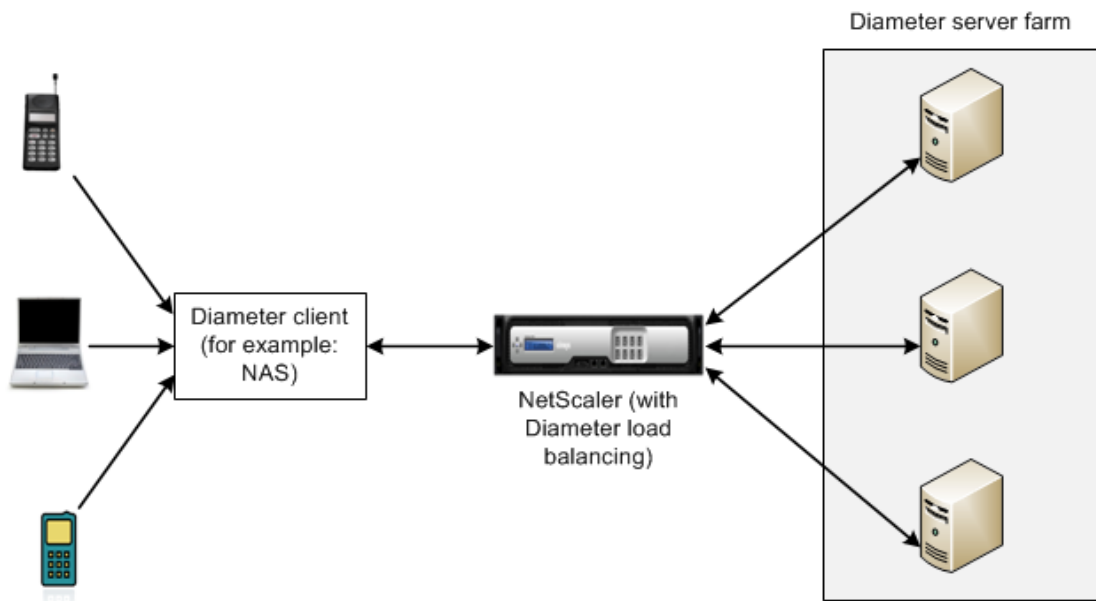 Diameter server farm
Diameter client
(for example:
NAS)
NetScaler (with
Diameter load
balancing)